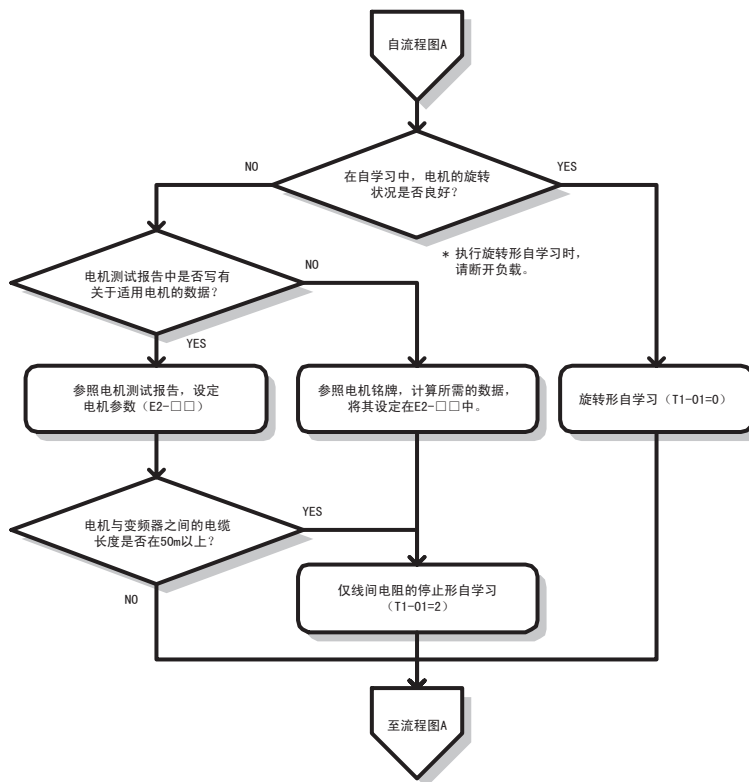 自流程图A
NO
YES
在自学习中，电机的旋转
状况是否良好？
* 执行旋转形自学习时，
请断开负载。
电机测试报告中是否写有
关于适用电机的数据？
NO
YES
参照电机测试报告，设定
电机参数（E2-□□）
参照电机铭牌，计算所需的数据，
将其设定在E2-□□中。
旋转形自学习（T1-01=0）
电机与变频器之间的电缆
长度是否在50m以上？
YES
NO
仅线间电阻的停止形自学习
（T1-01=2）
至流程图A